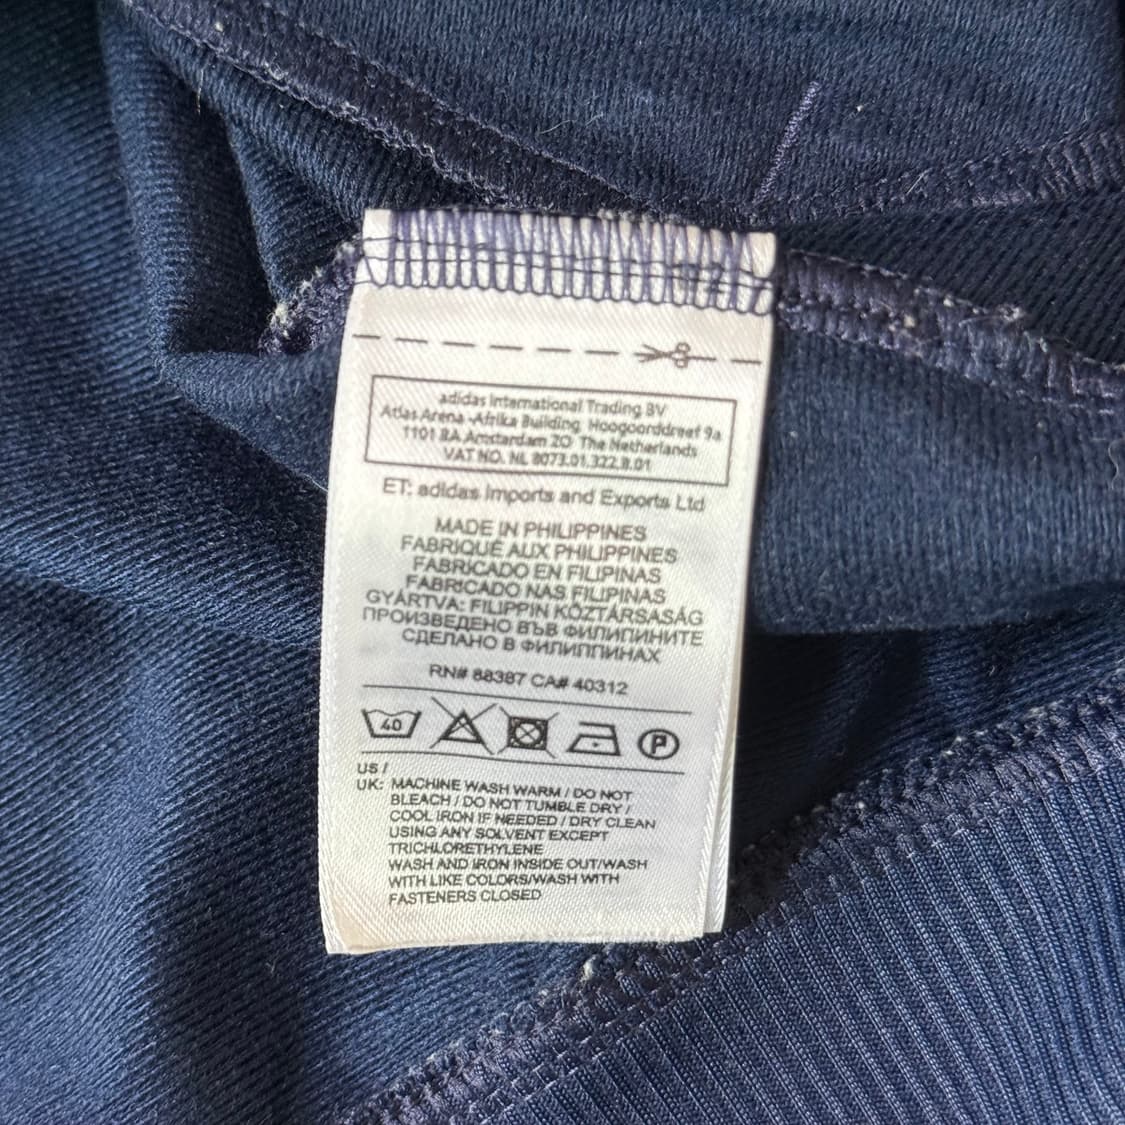 adidas International Trading BV
Atlas Arena -Afrika Building, Hoogoorddreef 9a
1101 BA Amsterdam ZO The Netherlands
VAT NO. NL 8073.01.322.B.01
ET: adidas Imports and Exports Ltd
MADE IN PHILIPPINES
FABRIQUÉ AUX PHILIPPINES
FABRICADO EN FILIPINAS
FABRICADO NAS FILIPINAS
GYÁRTVA: FILIPPIN KÖZTÁRSASÁG
ПРОИЗВЕДЕНО ВЪВ ФИЛИПИНИТЕ
СДЕЛАНО В ФИЛИППИНАХ
RN# 88387 CA# 40312
40 P
US /
UK: MACHINE WASH WARM / DO NOT
BLEACH / DO NOT TUMBLE DRY /
COOL IRON IF NEEDED / DRY CLEAN
USING ANY SOLVENT EXCEPT
TRICHLORETHYLENE
WASH AND IRON INSIDE OUT/WASH
WITH LIKE COLORS/WASH WITH
FASTENERS CLOSED